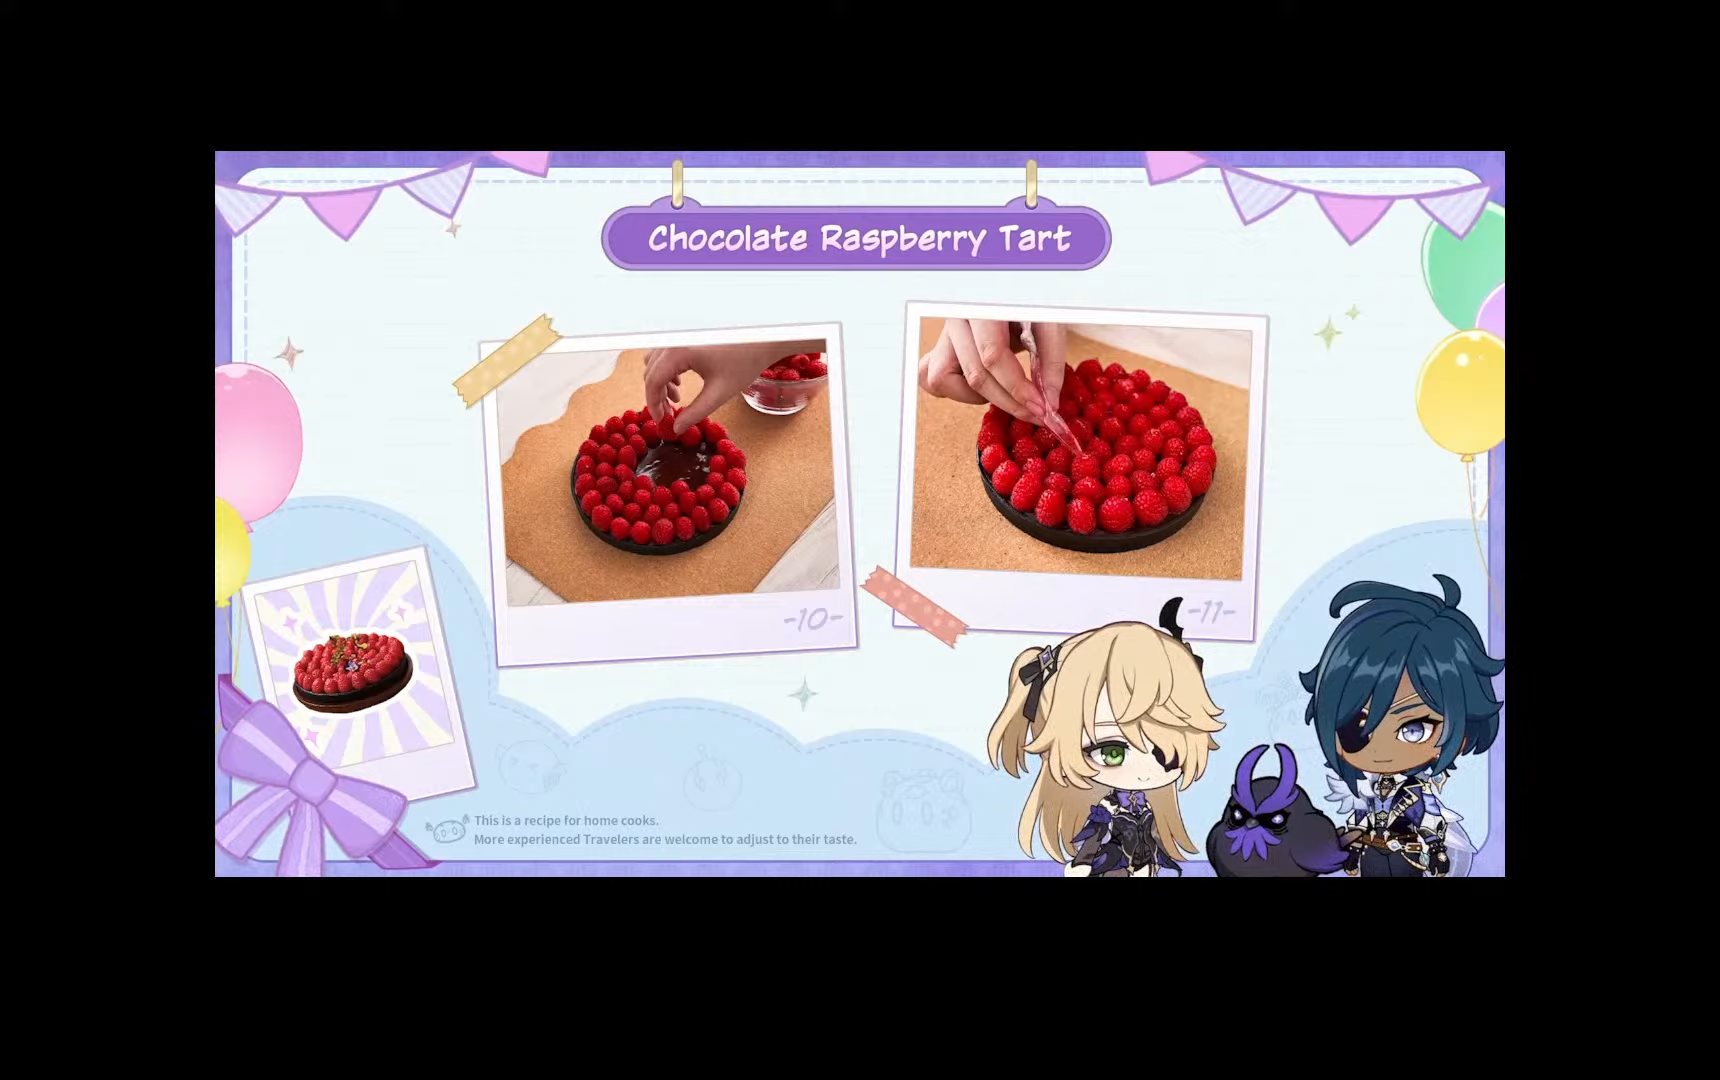 Chocolate Raspberry Tart
-10-
-11-
This is a recipe for home cooks.
More experienced Travelers are welcome to adjust to their taste.